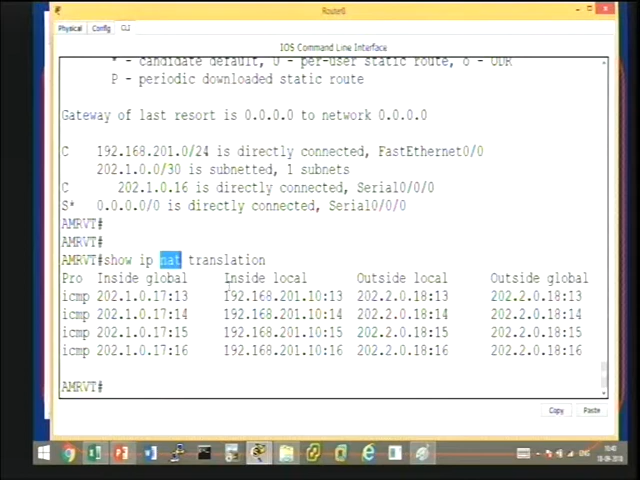 Router0
Physical Config CLI
IOS Command Line Interface
* - candidate default, U - per-user static route, o - ODR
P - periodic downloaded static route
Gateway of last resort is 0.0.0.0 to network 0.0.0.0
C 192.168.201.0/24 is directly connected, FastEthernet0/0
202.1.0.0/30 is subnetted, 1 subnets
C 202.1.0.16 is directly connected, Serial0/0/0
S* 0.0.0.0/0 is directly connected, Serial0/0/0
AMRVT#
AMRVT#
AMRVT#show ip nat translation
Pro Inside global Inside local Outside local Outside global
icmp 202.1.0.17:13 192.168.201.10:13 202.2.0.18:13 202.2.0.18:13
icmp 202.1.0.17:14 192.168.201.10:14 202.2.0.18:14 202.2.0.18:14
icmp 202.1.0.17:15 192.168.201.10:15 202.2.0.18:15 202.2.0.18:15
icmp 202.1.0.17:16 192.168.201.10:16 202.2.0.18:16 202.2.0.18:16
AMRVT#
Copy Paste
ENG